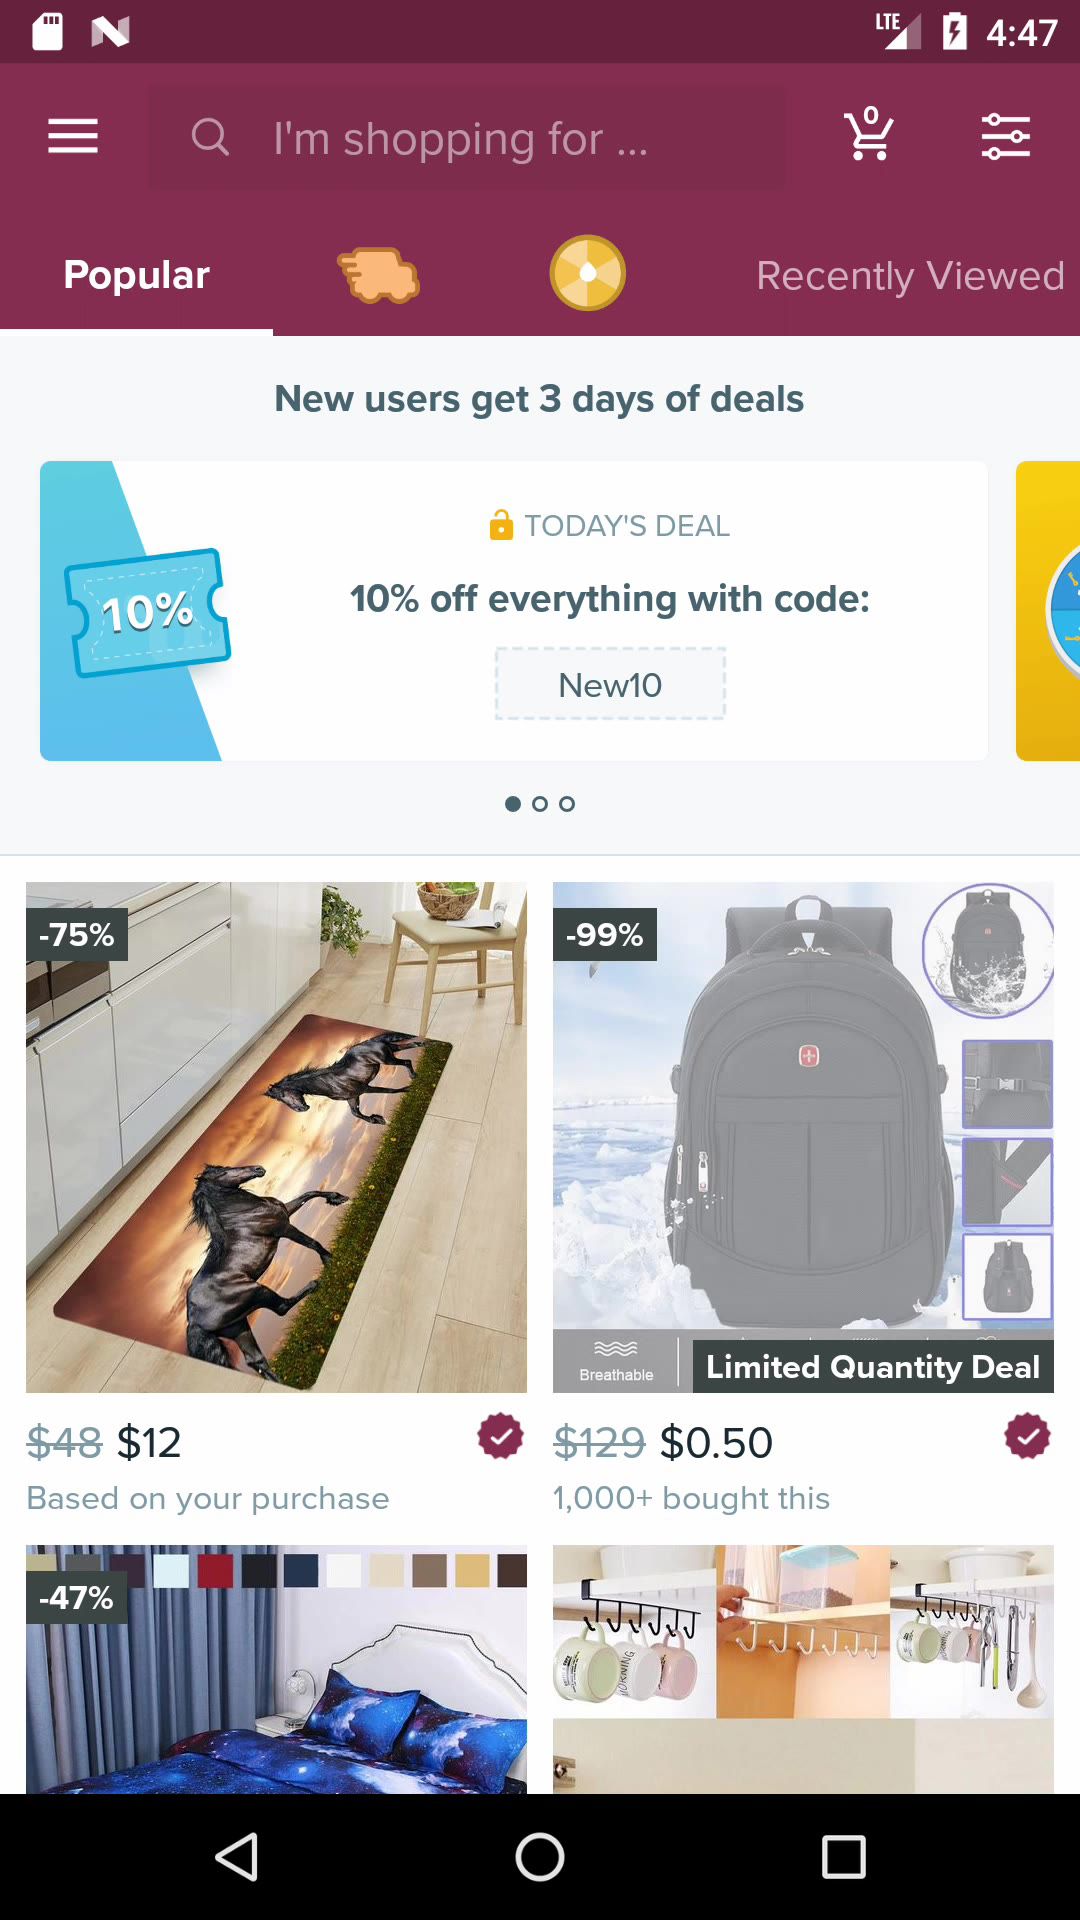 LTE 4:47
I'm shopping for ...
0
Popular
Recently Viewed
New users get 3 days of deals
TODAY'S DEAL
10%
10% off everything with code:
New10
-75%
-99%
Breathable
Limited Quantity Deal
$48 $12
$129 $0.50
Based on your purchase
1,000+ bought this
-47%
MORNING